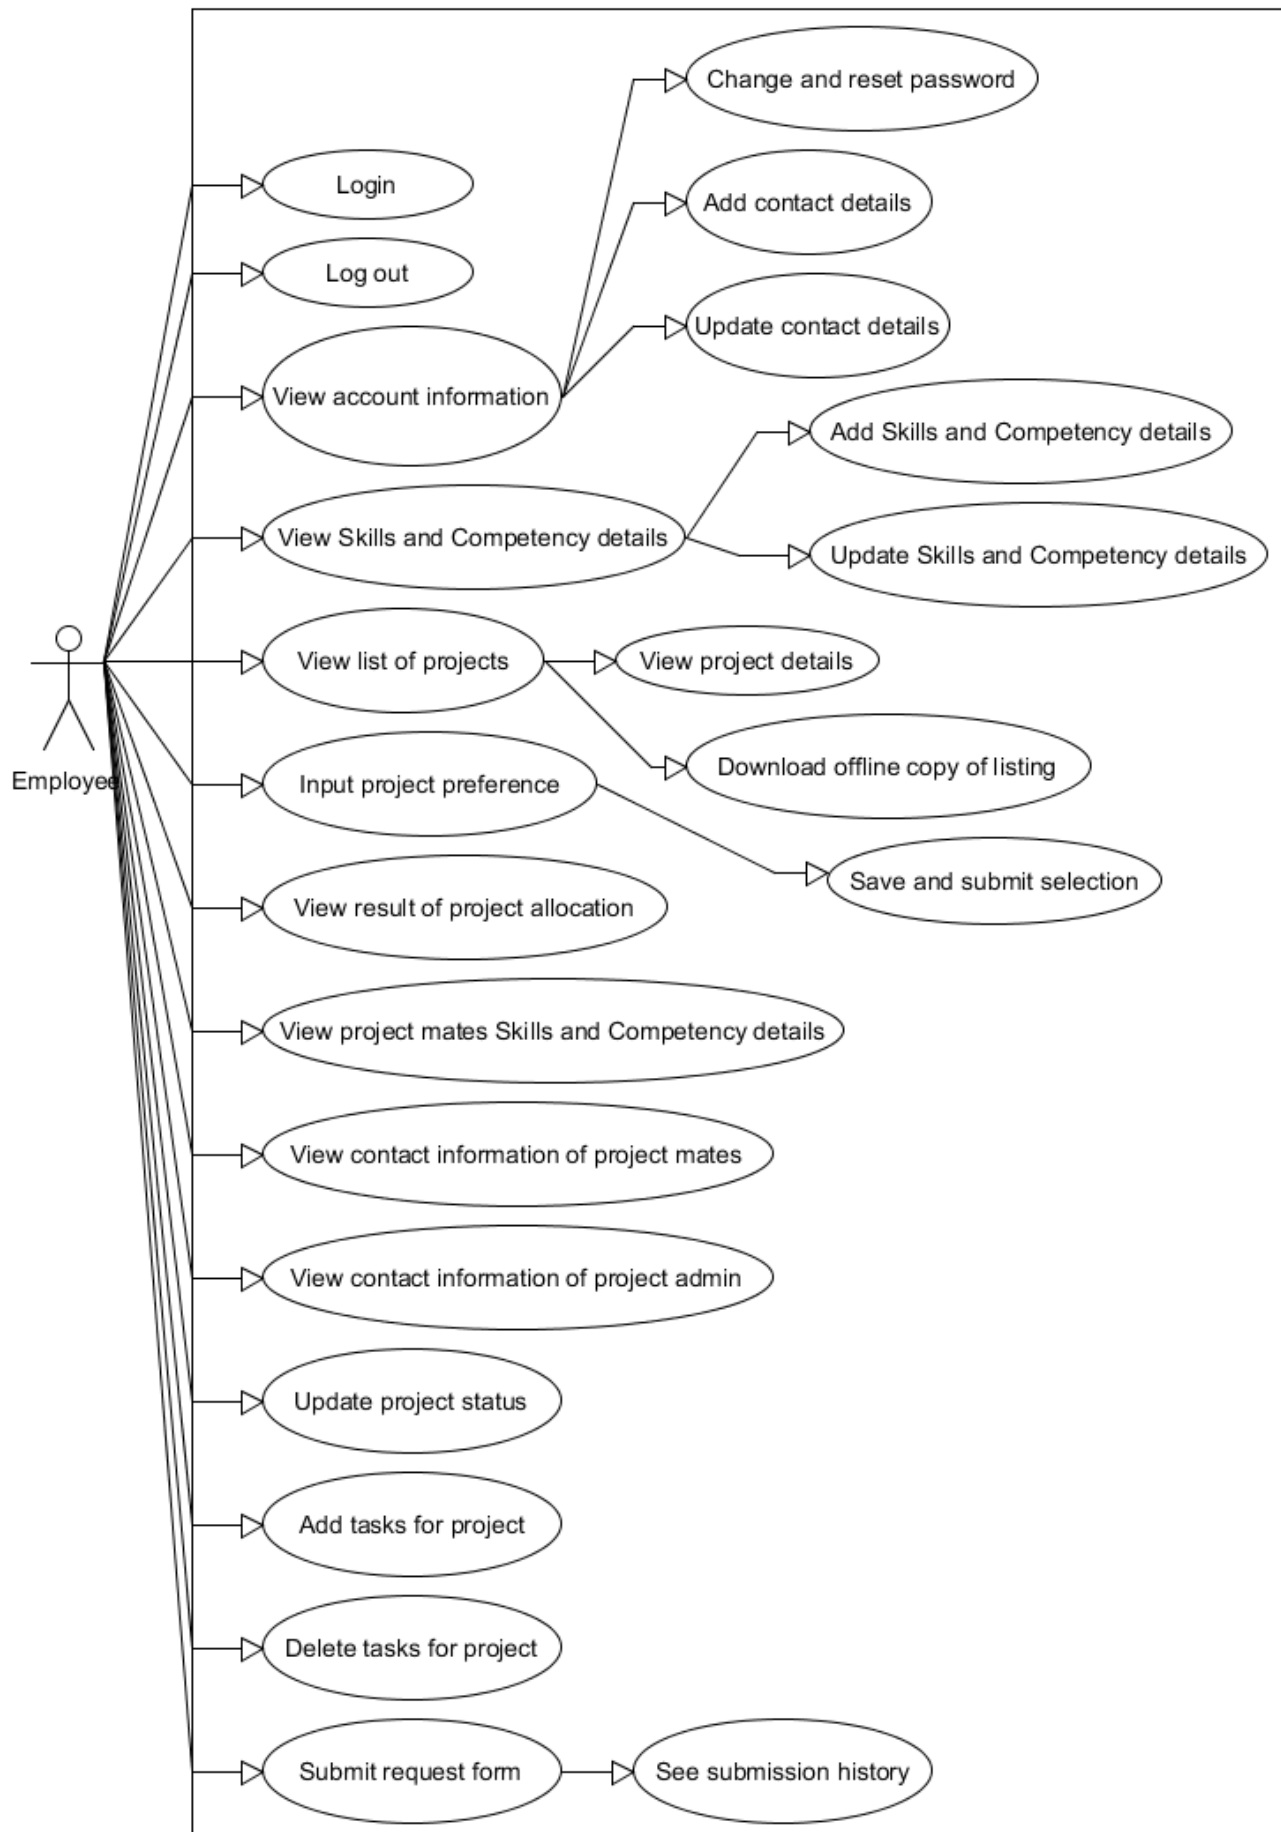 Change and reset password
Login
Add contact details
Log out
Update contact details
View account information
Add Skills and Competency details
View Skills and Competency details
Update Skills and Competency details
View list of projects
View project details
Employee
Input project preference
Download offline copy of listing
Save and submit selection
View result of project allocation
View project mates Skills and Competency details
View contact information of project mates
View contact information of project admin
Update project status
Add tasks for project
Delete tasks for project
Submit request form
See submission history